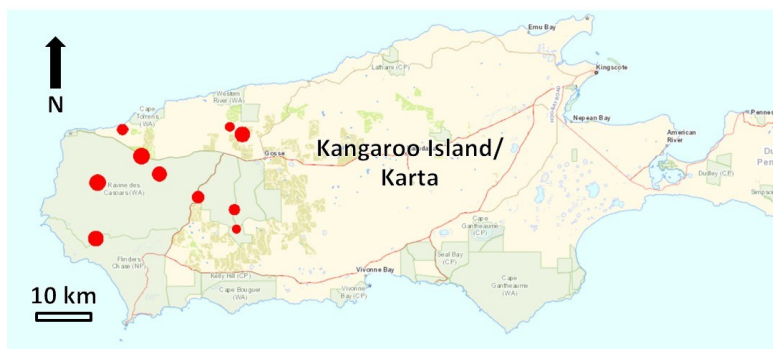 Emu Bay
Kingscote
Lathami (CP)
Western
River (WA)
Cape
Torrens (WA)
N
Nepean Bay
American
River
Gosse
Kangaroo Island/
Karta
Dudley (CP)
Ravine des
Casoars (WA)
Cape
Gantheaume (CP)
Seal Bay
(CP)
Flinders
Chase (NP)
Kelly Hill (CP)
Vivonne Bay
Cape Bouguer
(WA)
Vivonne
Bay (CP)
Cape
Gantheaume
(WA)
10 km